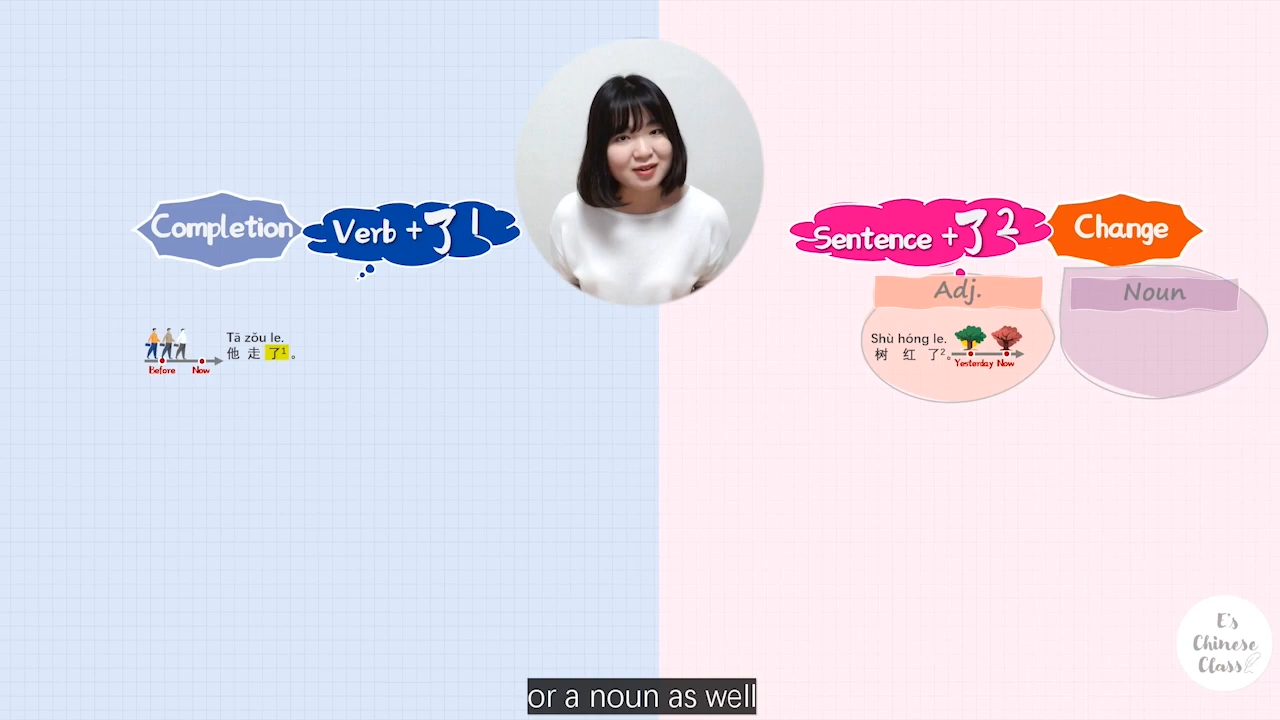 Completion
Verb +了1
Sentence +了2
Change
Adj.
Noun
Tā zǒu le.
他 走 了1 。
Before
Now
Shù hóng le.
树 红 了2。
Yesterday Now
E's
Chinese
Class
or a noun as well